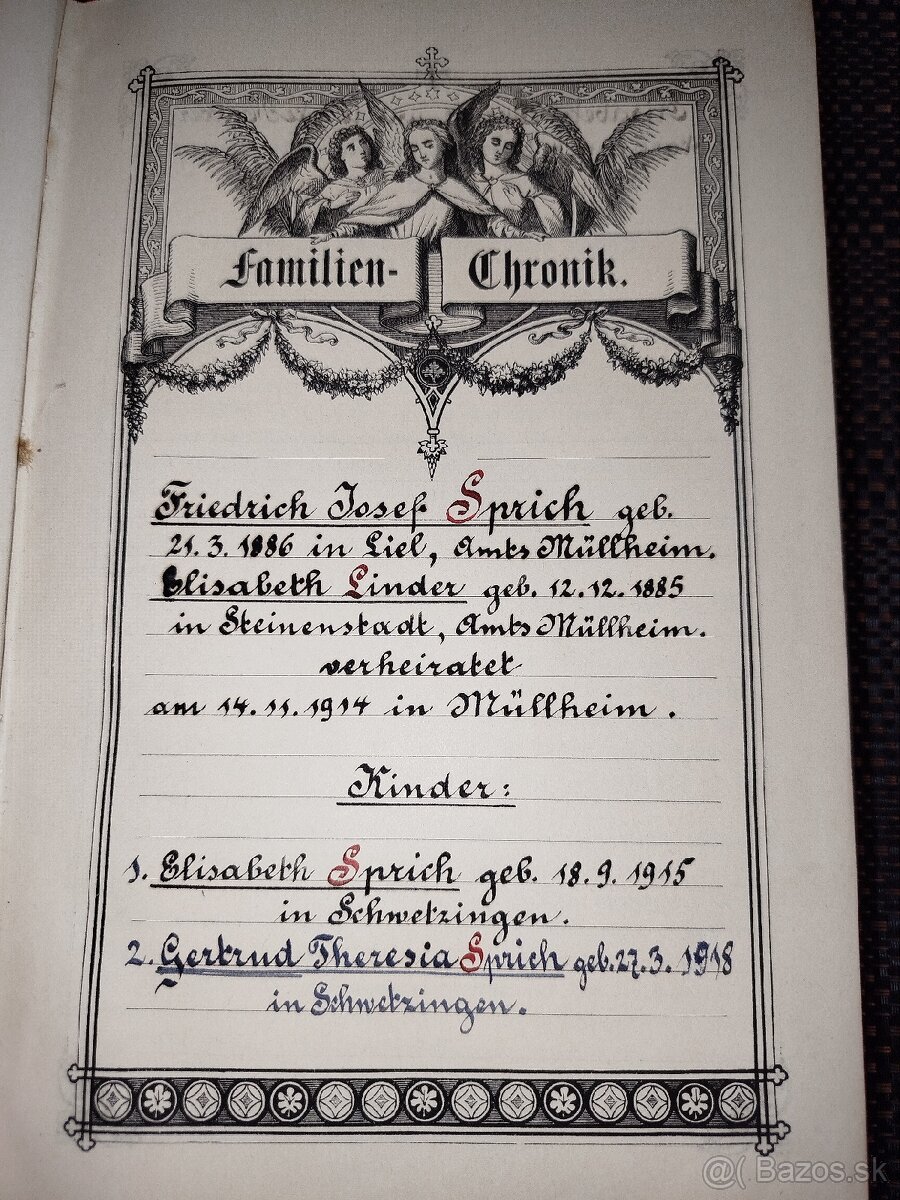 Familien-Chronik.
Friedrich Josef Sprich geb.
21.3.1886 in Liel, Amts Müllheim.
Elisabeth Linder geb. 12.12.1885
in Steinenstadt, Amts Müllheim.
verheiratet
am 14.11.1914 in Müllheim.
Kinder:
1. Elisabeth Sprich geb. 18.9.1915
in Schwetzingen.
2. Gertrud Theresia Sprich geb. 27.3.1918
in Schwetzingen.
@( Bazos.sk